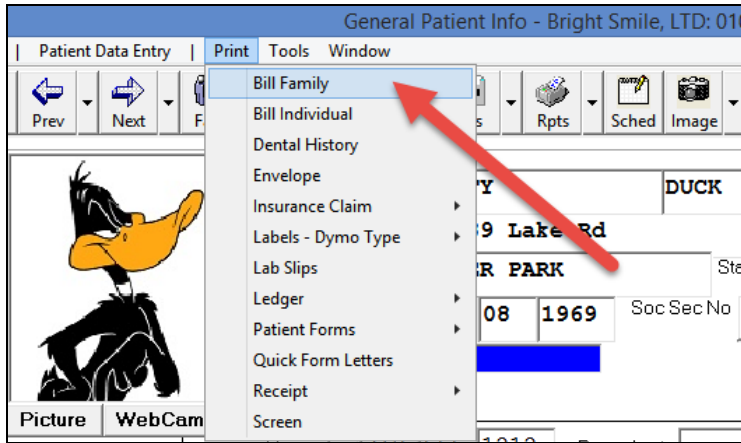 General Patient Info - Bright Smile, LTD: 010
| Patient Data Entry | Print Tools Window
Prev Next Rpts Sched Image
Bill Family
Bill Individual
Dental History
Envelope
Insurance Claim
Labels - Dymo Type
Lab Slips
Ledger
Patient Forms
Quick Form Letters
Receipt
Screen
DUCK
Lake Rd
PARK
08 1969 Soc Sec No
Picture WebCam